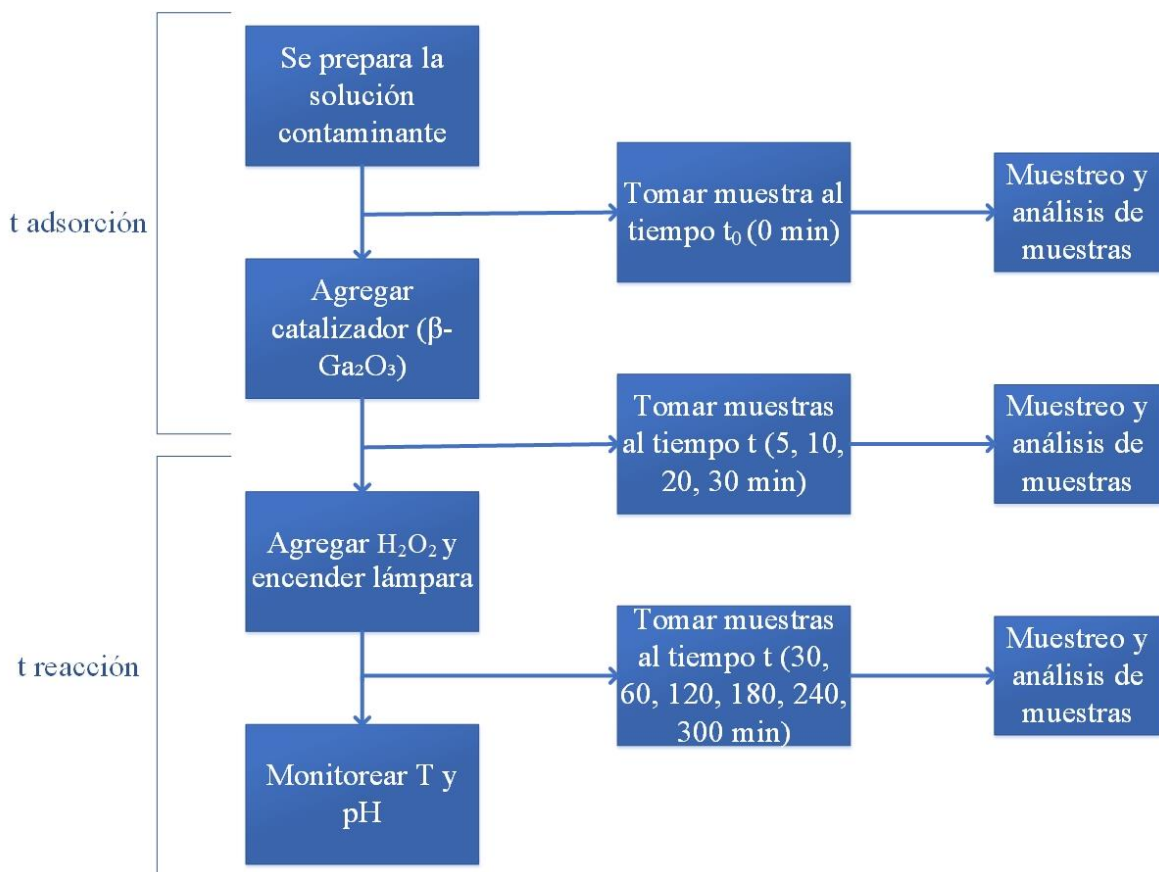 Se prepara la
solución
contaminante
t adsorción
Tomar muestra al
tiempo t₀ (0 min)
Muestreo y
análisis de
muestras
Agregar
catalizador (β-
Ga₂O₃)
Tomar muestras
al tiempo t (5, 10,
20, 30 min)
Muestreo y
análisis de
muestras
t reacción
Agregar H₂O₂ y
encender lámpara
Tomar muestras
al tiempo t (30,
60, 120, 180, 240,
300 min)
Muestreo y
análisis de
muestras
Monitorear T y
pH